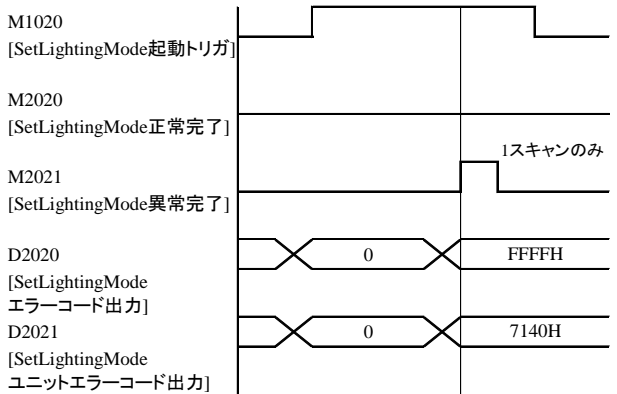 M1020
[SetLightingMode起動トリガ]
M2020
[SetLightingMode正常完了]
1スキャンのみ
M2021
[SetLightingMode異常完了]
D2020
0
FFFFH
[SetLightingMode
エラーコード出力]
D2021
0
7140H
[SetLightingMode
ユニットエラーコード出力]